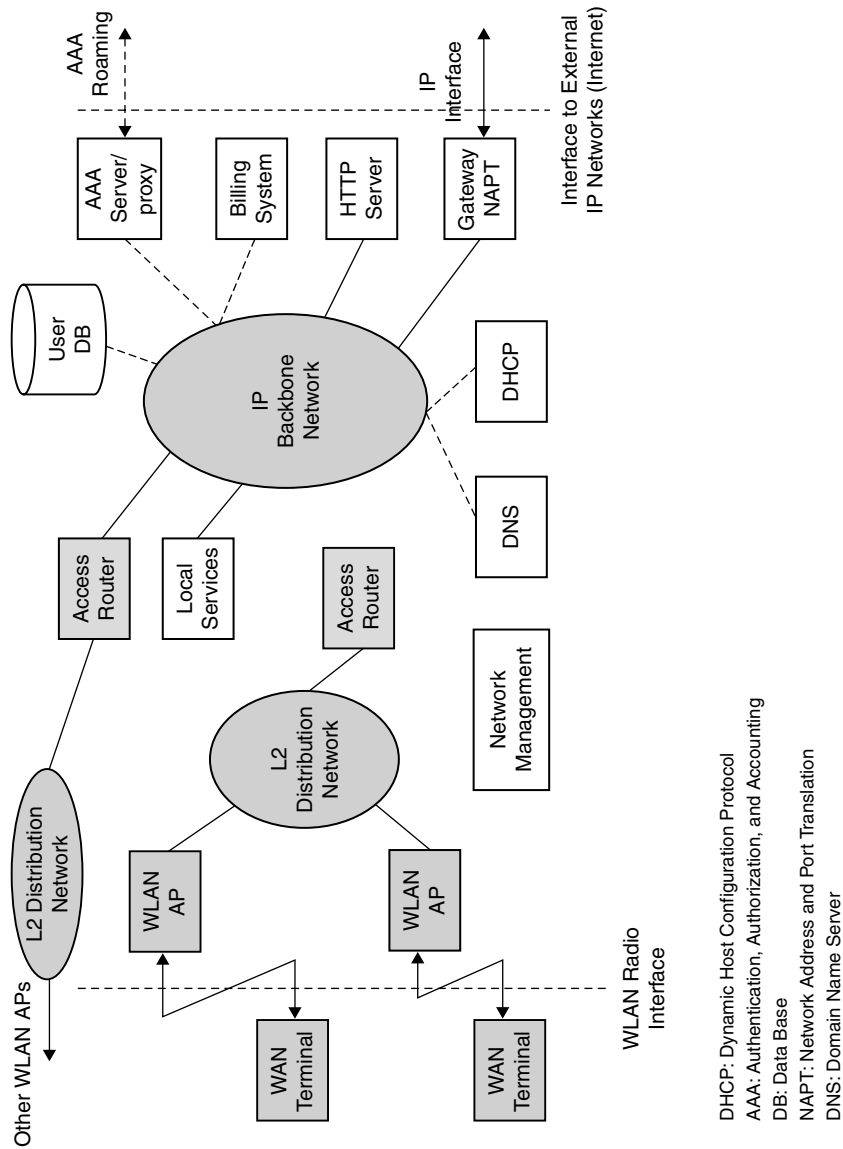 Other WLAN APs
L2 Distribution
Network
Access
Router
User
DB
AAA
Server/
proxy
AAA
Roaming
WLAN
AP
Local
Services
Billing
System
WAN
Terminal
L2
Distribution
Network
Access
Router
IP
Backbone
Network
HTTP
Server
WLAN
AP
Gateway
NAPT
IP
Interface
WAN
Terminal
Network
Management
DNS
DHCP
WLAN Radio
Interface
Interface to External
IP Networks (Internet)
DHCP: Dynamic Host Configuration Protocol
AAA: Authentication, Authorization, and Accounting
DB: Data Base
NAPT: Network Address and Port Translation
DNS: Domain Name Server